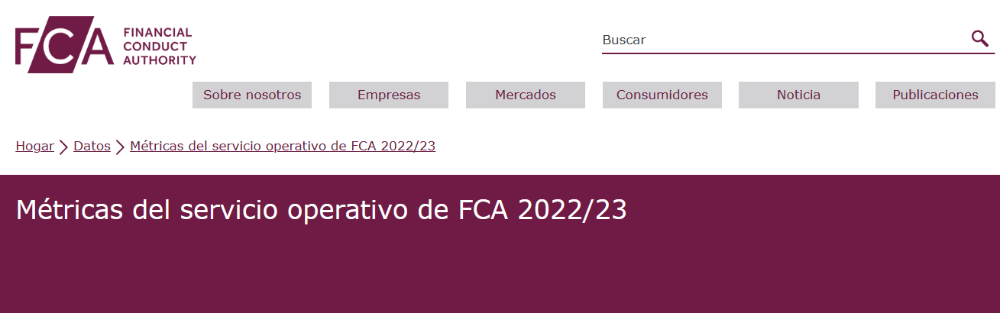 FCA FINANCIAL
CONDUCT
AUTHORITY
Buscar
Sobre nosotros Empresas Mercados Consumidores Noticia Publicaciones
Hogar Datos Métricas del servicio operativo de FCA 2022/23
Métricas del servicio operativo de FCA 2022/23